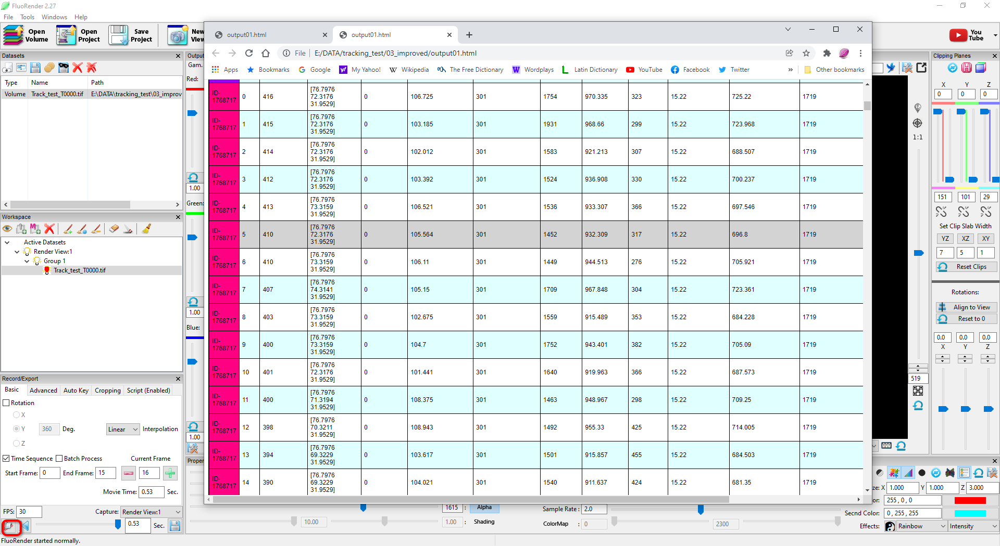 FluoRender 2.27
File Tools Windows Help
Open Volume
Open Project
Save Project
New View
You Tube
Datasets
Type Name Path
Volume Track_test_T0000.tif E:\DATA\tracking_test\03_improv
Workspace
Active Datasets
Render View:1
Group 1
Track_test_T0000.tif
Record/Export
Basic Advanced Auto Key Cropping Script (Enabled)
Rotation
X
Y 360 Deg. Linear Interpolation
Z
Time Sequence Batch Process Current Frame
Start Frame: 0 End Frame: 15 16
Movie Time: 0.53 Sec.
FPS: 30 Capture: Render View:1
0.53 Sec.
FluoRender started normally.
Output
Gam.
Red:
1.00
Green:
1.00
Blue:
1.00
Proper
output01.html output01.html
File E:/DATA/tracking_test/03_improved/output01.html
Apps Bookmarks Google My Yahoo! Wikipedia The Free Dictionary Wordplays Latin Dictionary YouTube Facebook Twitter » Other bookmarks
ID-1768717 0 416 [76.7976 72.3176 31.9529] 0 106.725 301 1754 970.335 323 15.22 725.22 1719
ID-1768717 1 415 [76.7976 72.3176 31.9529] 0 103.185 301 1931 968.66 299 15.22 723.968 1719
ID-1768717 2 414 [76.7976 72.3176 31.9529] 0 102.012 301 1583 921.213 307 15.22 688.507 1719
ID-1768717 3 412 [76.7976 72.3176 31.9529] 0 103.392 301 1524 936.908 330 15.22 700.237 1719
ID-1768717 4 413 [76.7976 73.3159 31.9529] 0 106.521 301 1536 933.307 366 15.22 697.546 1719
ID-1768717 5 410 [76.7976 72.3176 31.9529] 0 105.564 301 1452 932.309 317 15.22 696.8 1719
ID-1768717 6 410 [76.7976 73.3159 31.9529] 0 106.11 301 1449 944.513 276 15.22 705.921 1719
ID-1768717 7 407 [76.7976 74.3141 31.9529] 0 105.15 301 1709 967.848 304 15.22 723.361 1719
ID-1768717 8 403 [76.7976 73.3159 31.9529] 0 102.675 301 1559 915.489 353 15.22 684.228 1719
ID-1768717 9 400 [76.7976 73.3159 31.9529] 0 104.7 301 1752 943.401 382 15.22 705.09 1719
ID-1768717 10 401 [76.7976 72.3176 31.9529] 0 101.441 301 1640 919.963 366 15.22 687.573 1719
ID-1768717 11 400 [76.7976 71.3194 31.9529] 0 108.375 301 1463 948.967 298 15.22 709.25 1719
ID-1768717 12 398 [76.7976 70.3211 31.9529] 0 108.943 301 1492 955.33 425 15.22 714.005 1719
ID-1768717 13 394 [76.7976 69.3229 31.9529] 0 103.617 301 1501 915.857 455 15.22 684.503 1719
ID-1768717 14 390 [76.7976 69.3229 31.9529] 0 104.021 301 1540 911.637 424 15.22 681.35 1719
1615 : Alpha Sample Rate : 2.0
10.00 1.00 : Shading ColorMap : 0 2300
1:1
519
000
Clipping Planes
X Y Z
0 0 0
151 101 29
Set Clip Slab Width
YZ XZ XY
7 5 1
Reset Clips
Rotations:
Align to View
Reset to 0
0.0 0.0 0.0
X Y Z
ze: X 1.000 Y 1.000 Z 3.000
or: 255 , 0 , 0
Secnd Color: 0 , 255 , 255
Effects: Rainbow Intensity